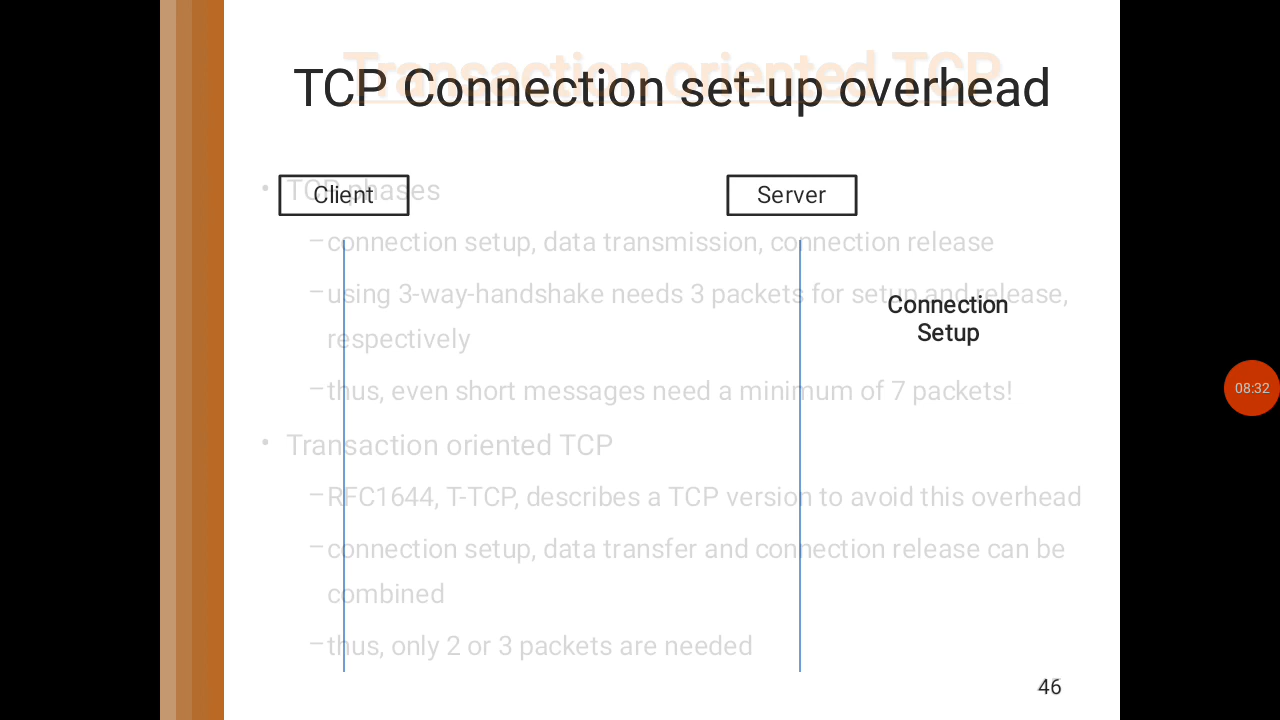 Transaction oriented TCP
TCP Connection set-up overhead
• TCP phases
Client
Server
–connection setup, data transmission, connection release
–using 3-way-handshake needs 3 packets for setup and release,
respectively
Connection
Setup
–thus, even short messages need a minimum of 7 packets!
• Transaction oriented TCP
–RFC1644, T-TCP, describes a TCP version to avoid this overhead
–connection setup, data transfer and connection release can be
combined
–thus, only 2 or 3 packets are needed
46
08:32